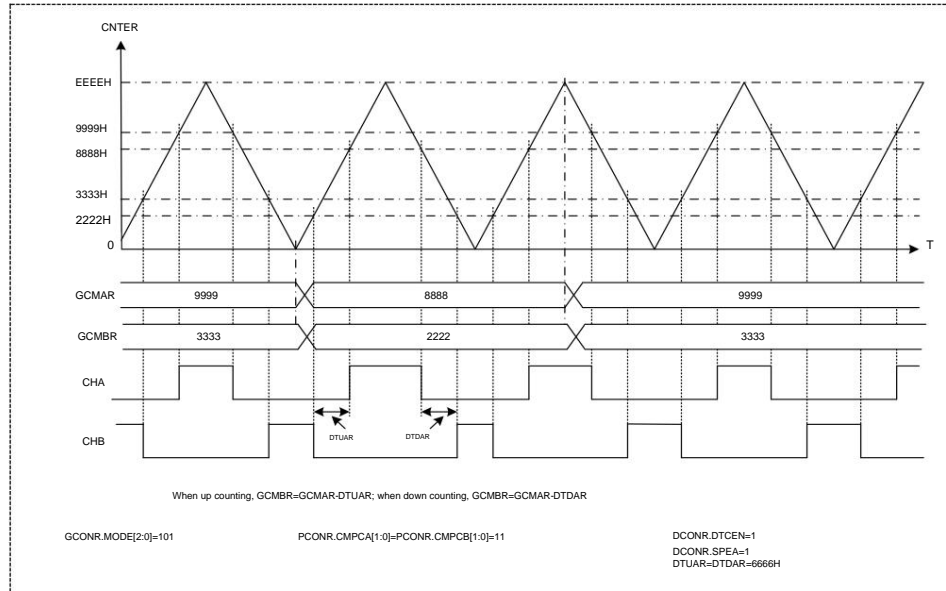 CNTER
EEEEH
9999H
8888H
3333H
2222H
0
T
GCMAR 9999 8888 9999
GCMBR 3333 2222 3333
CHA
DTUAR DTDAR
CHB
When up counting, GCMBR=GCMAR-DTUAR; when down counting, GCMBR=GCMAR-DTDAR
GCONR.MODE[2:0]=101 PCONR.CMPCA[1:0]=PCONR.CMPCB[1:0]=11 DCONR.DTCEN=1
DCONR.SPEA=1
DTUAR=DTDAR=6666H